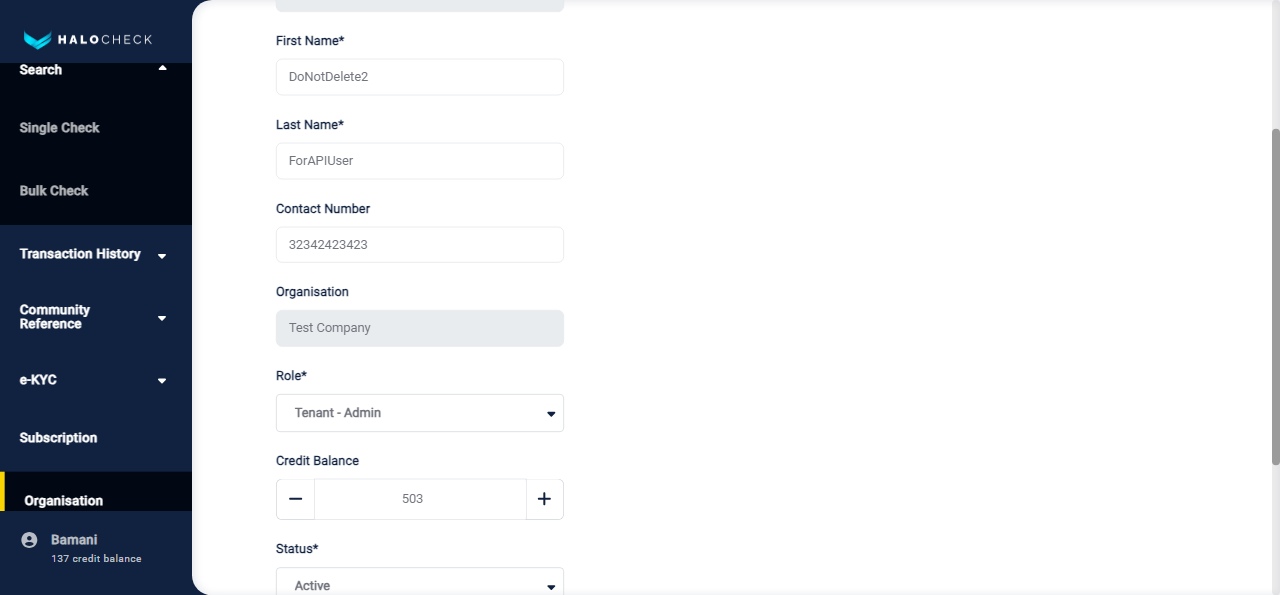 HALOCHECK
Search
Single Check
Bulk Check
Transaction History
Community
Reference
e-KYC
Subscription
Organisation
Bamani
137 credit balance
First Name*
DoNotDelete2
Last Name*
ForAPIUser
Contact Number
32342423423
Organisation
Test Company
Role*
Tenant - Admin
Credit Balance
503
Status*
Active